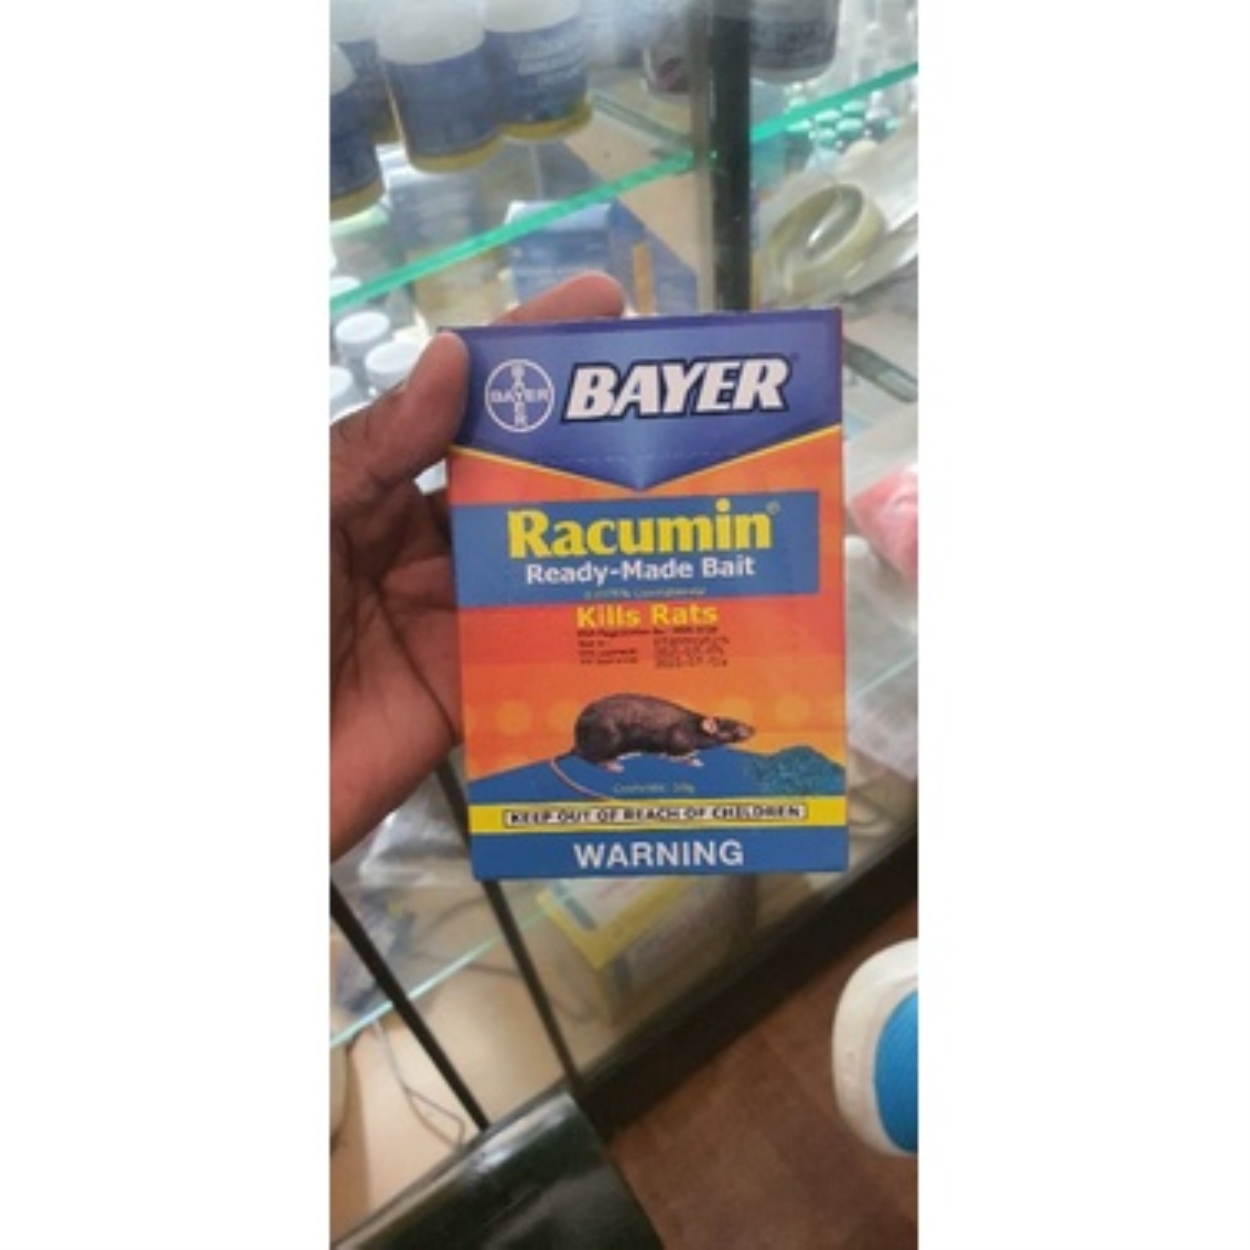 BAYER
BAYER
Racumin®
Ready-Made Bait
Kills Rats
KEEP OUT OF REACH OF CHILDREN
WARNING